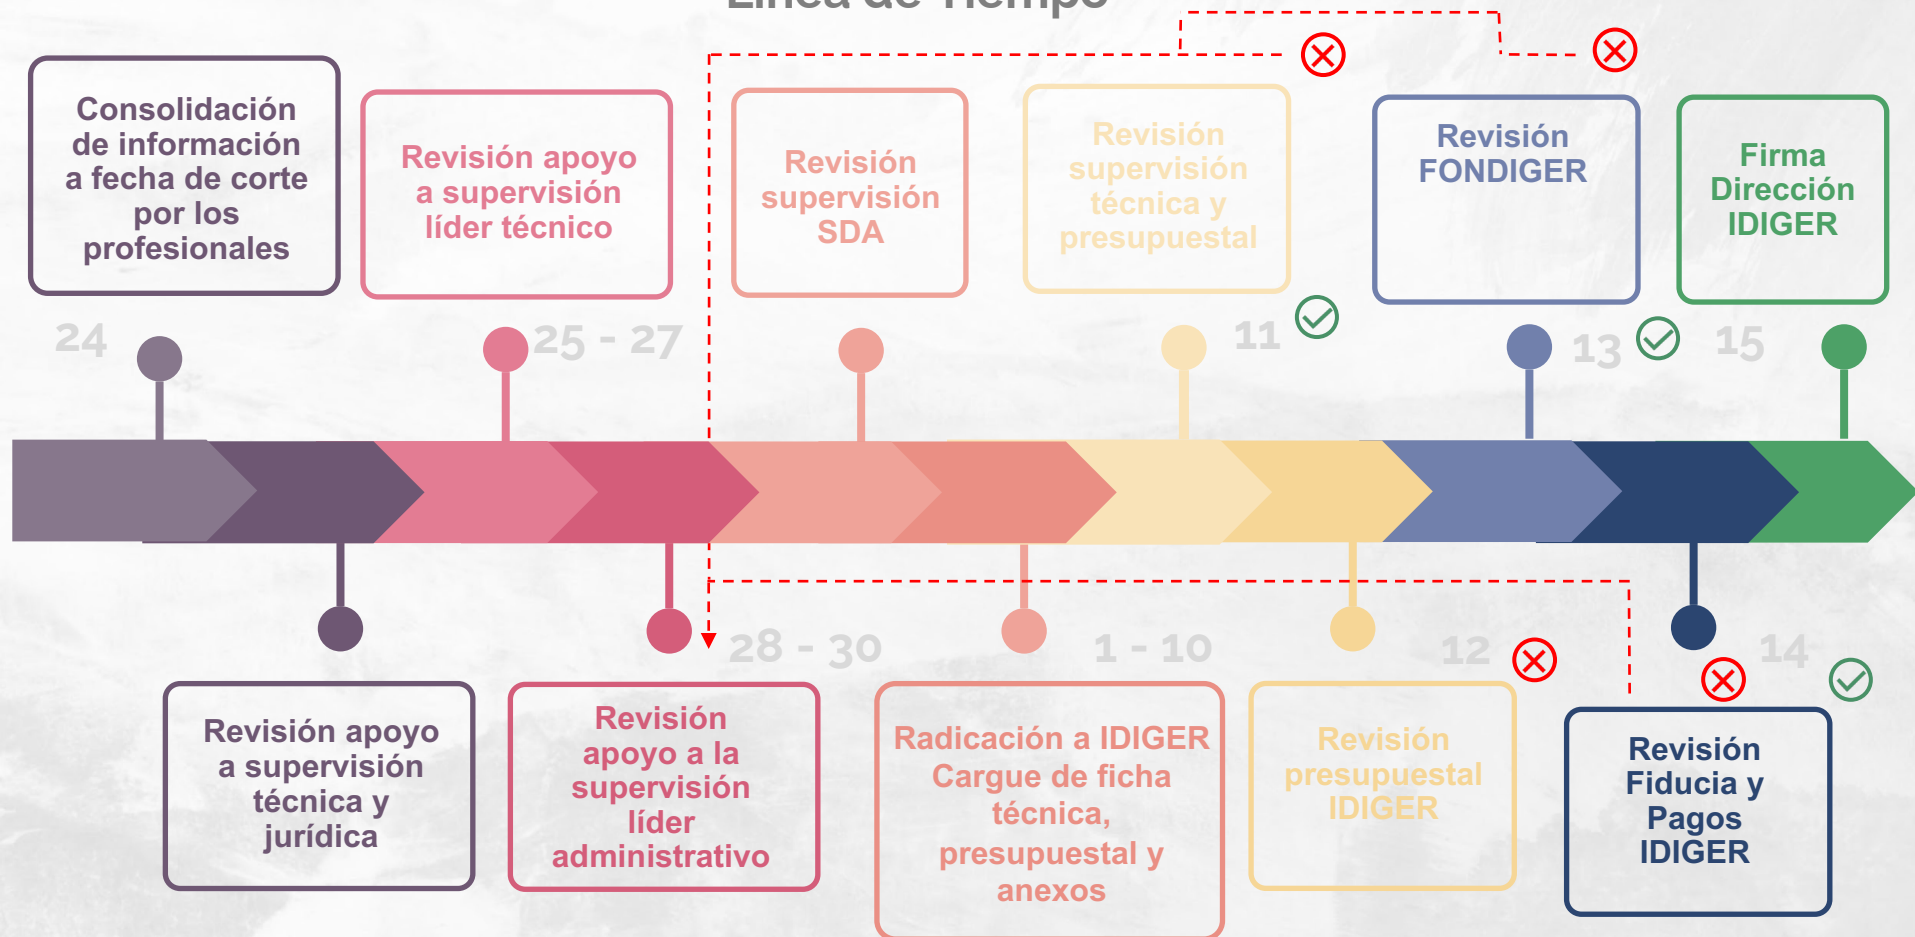 Línea de Tiempo
Consolidación
de información
a fecha de corte
por los
profesionales
Revisión apoyo
a supervisión
líder técnico
Revisión
supervisión
SDA
Revisión
supervisión
técnica y
presupuestal
Revisión
FONDIGER
Firma
Dirección
IDIGER
24
25 - 27
11
13
15
28 - 30
1 - 10
12
14
Revisión apoyo
a supervisión
técnica y
jurídica
Revisión
apoyo a la
supervisión
líder
administrativo
Radicación a IDIGER
Cargue de ficha
técnica,
presupuestal y
anexos
Revisión
presupuestal
IDIGER
Revisión
Fiducia y
Pagos
IDIGER